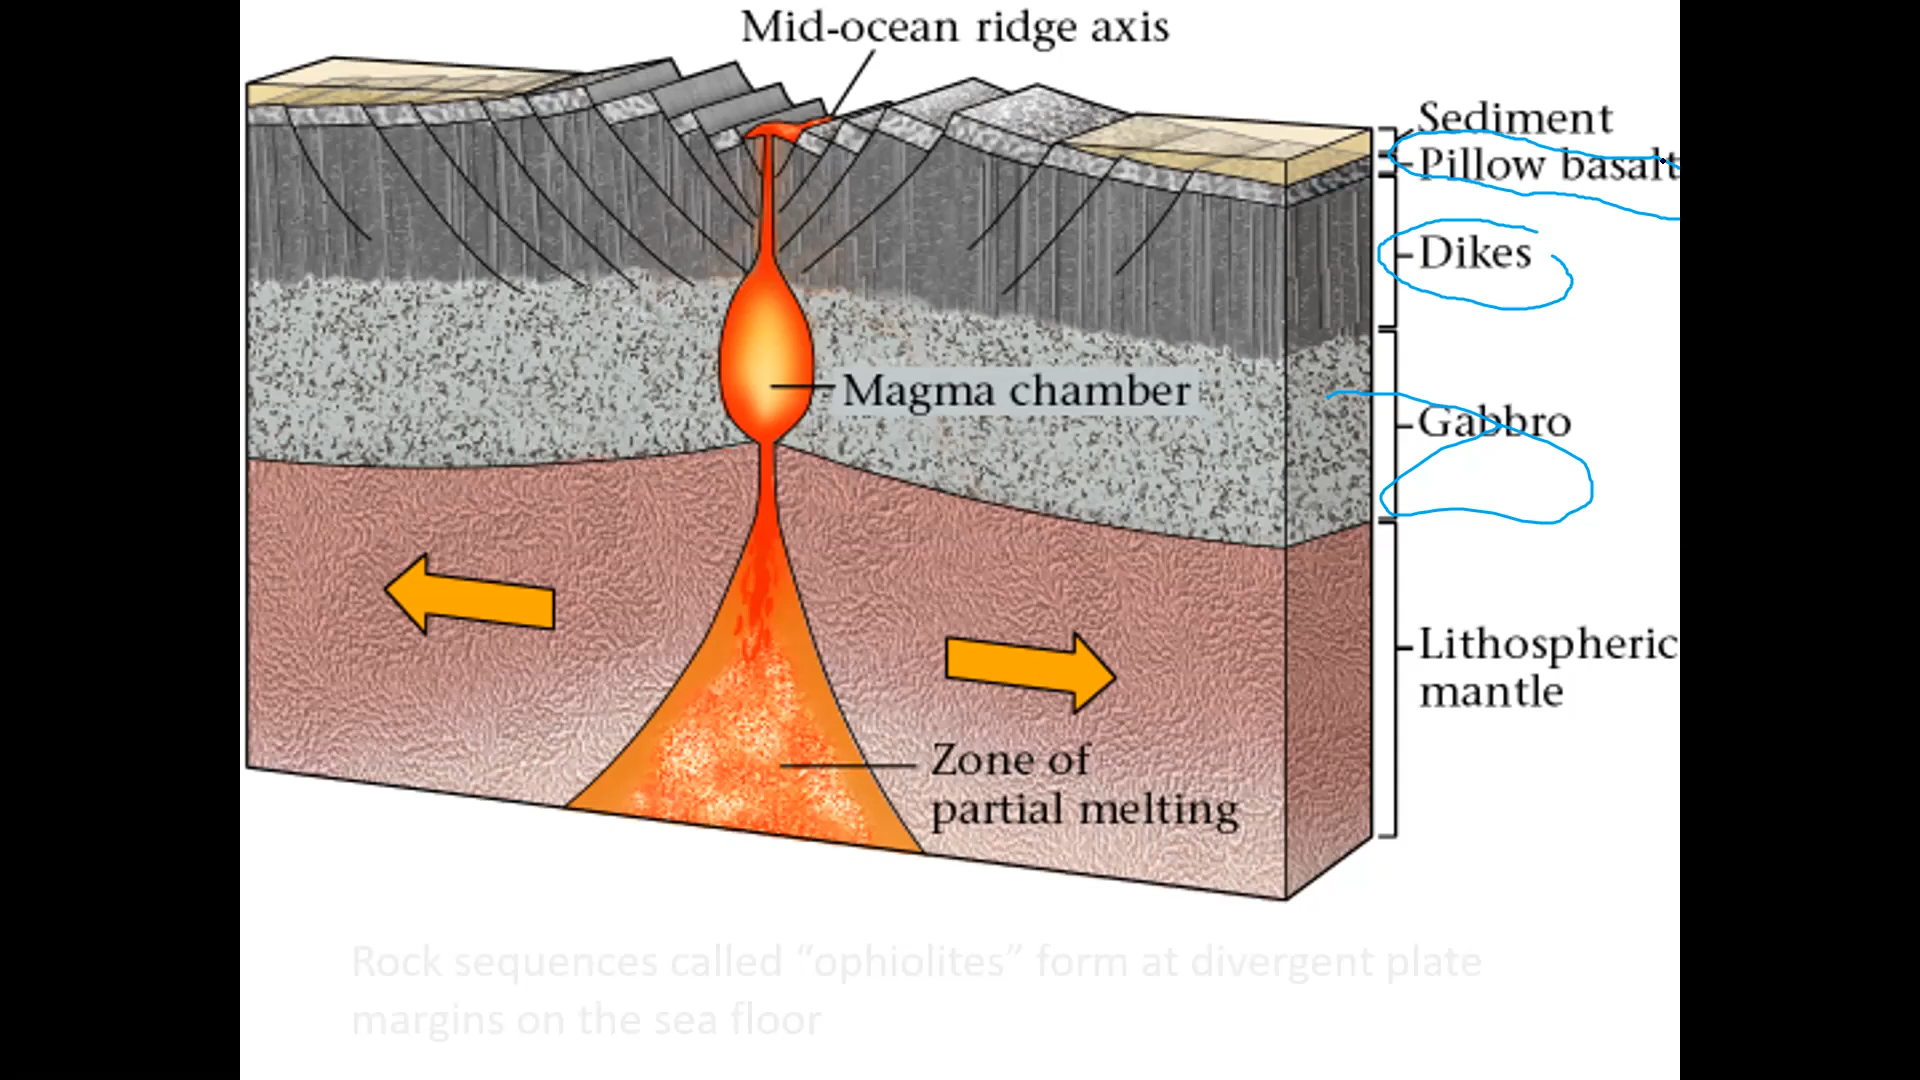 Mid-ocean ridge axis
Sediment
Pillow basalt
Dikes
Magma chamber
Gabbro
Lithospheric
mantle
Zone of
partial melting
Rock sequences called “ophiolites” form at divergent plate
margins on the sea floor